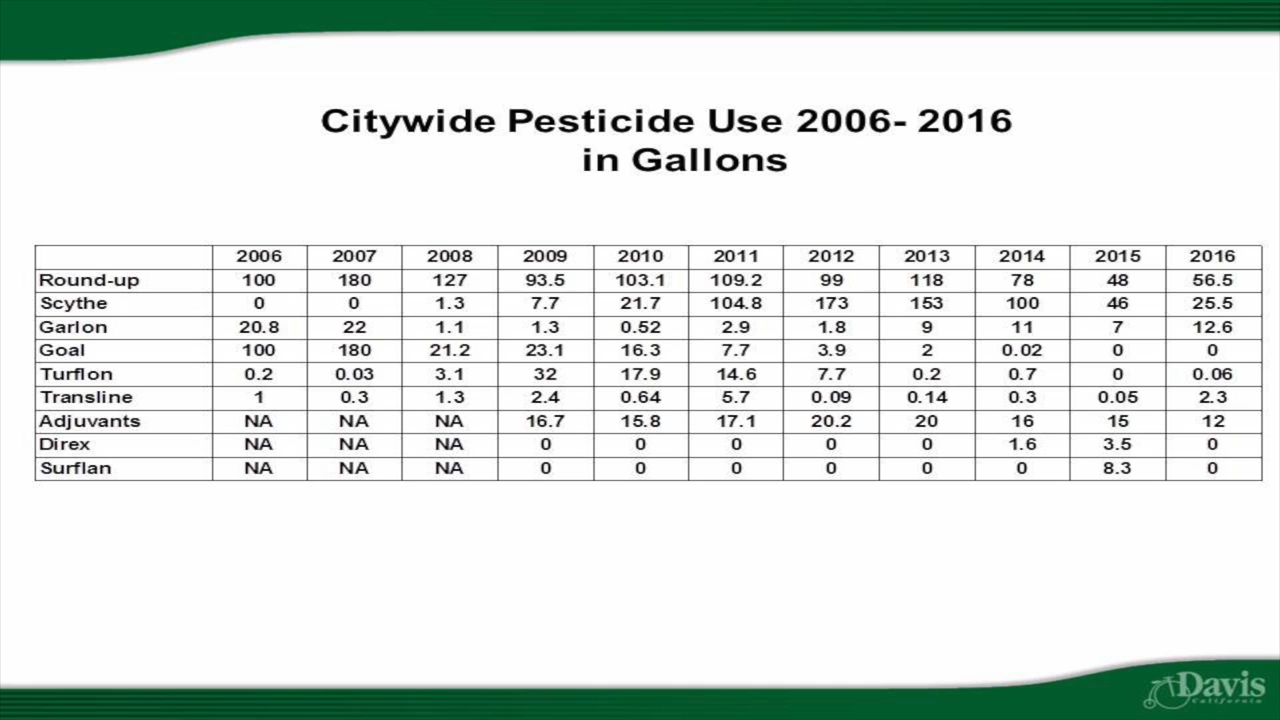 Citywide Pesticide Use 2006- 2016
in Gallons
2006 2007 2008 2009 2010 2011 2012 2013 2014 2015 2016
Round-up 100 180 127 93.5 103.1 109.2 99 118 78 48 56.5
Scythe 0 0 1.3 7.7 21.7 104.8 173 153 100 46 25.5
Garlon 20.8 22 1.1 1.3 0.52 2.9 1.8 9 11 7 12.6
Goal 100 180 21.2 23.1 16.3 7.7 3.9 2 0.02 0 0
Turflon 0.2 0.03 3.1 32 17.9 14.6 7.7 0.2 0.7 0 0.06
Transline 1 0.3 1.3 2.4 0.64 5.7 0.09 0.14 0.3 0.05 2.3
Adjuvants NA NA NA 16.7 15.8 17.1 20.2 20 16 15 12
Direx NA NA NA 0 0 0 0 0 1.6 3.5 0
Surflan NA NA NA 0 0 0 0 0 0 8.3 0
Davis
California